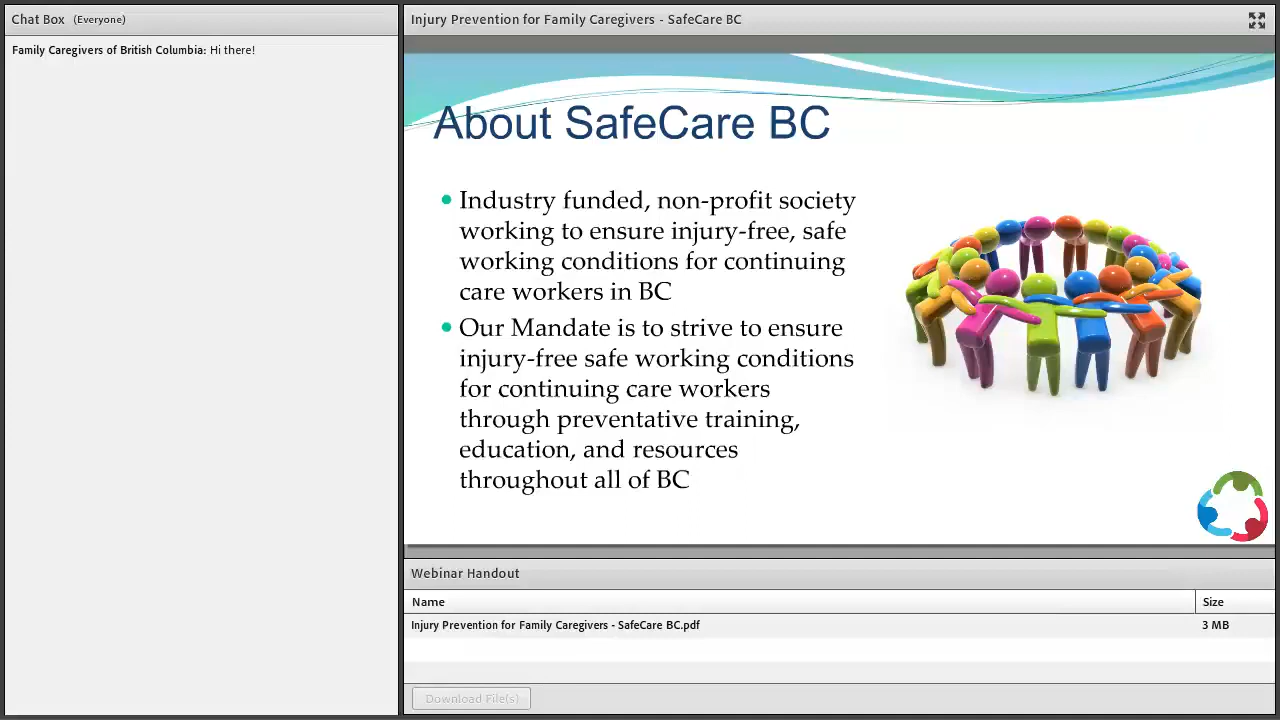 Chat Box (Everyone)
Family Caregivers of British Columbia: Hi there!
Injury Prevention for Family Caregivers - SafeCare BC
About SafeCare BC
• Industry funded, non-profit society
working to ensure injury-free, safe
working conditions for continuing
care workers in BC
• Our Mandate is to strive to ensure
injury-free safe working conditions
for continuing care workers
through preventative training,
education, and resources
throughout all of BC
Webinar Handout
Name Size
Injury Prevention for Family Caregivers - SafeCare BC.pdf 3 MB
Download File(s)